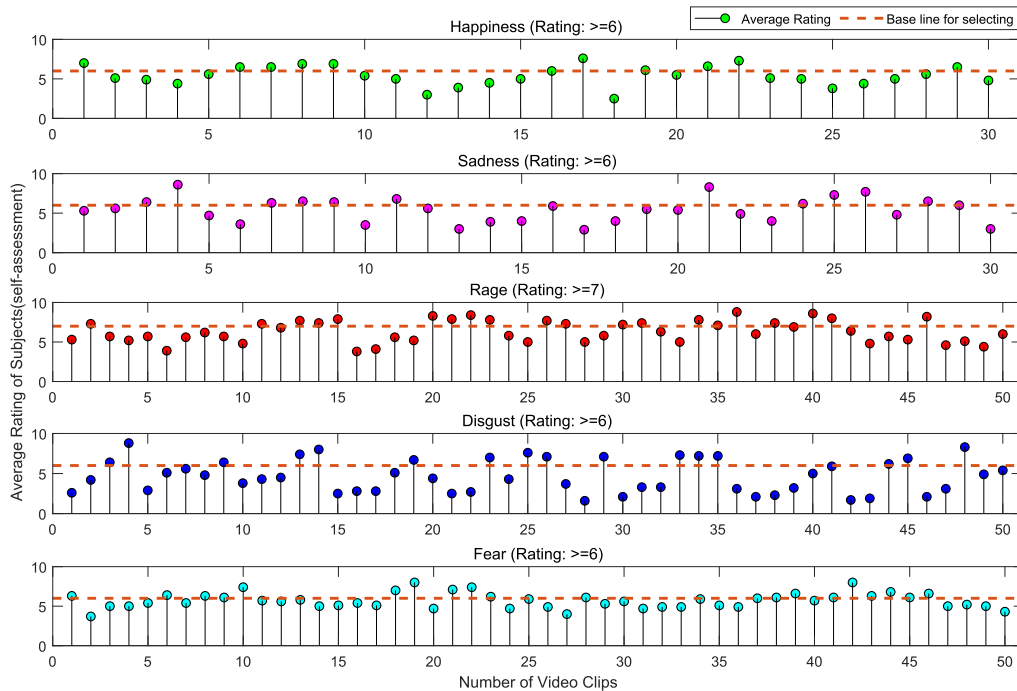 Average Rating Base line for selecting
Happiness (Rating: >=6)
10
5
0
0 5 10 15 20 25 30
Sadness (Rating: >=6)
10
5
0
0 5 10 15 20 25 30
Rage (Rating: >=7)
10
5
0
0 5 10 15 20 25 30 35 40 45 50
Disgust (Rating: >=6)
10
5
0
0 5 10 15 20 25 30 35 40 45 50
Fear (Rating: >=6)
10
5
0
0 5 10 15 20 25 30 35 40 45 50
Number of Video Clips
Average Rating of Subjects(self-assessment)